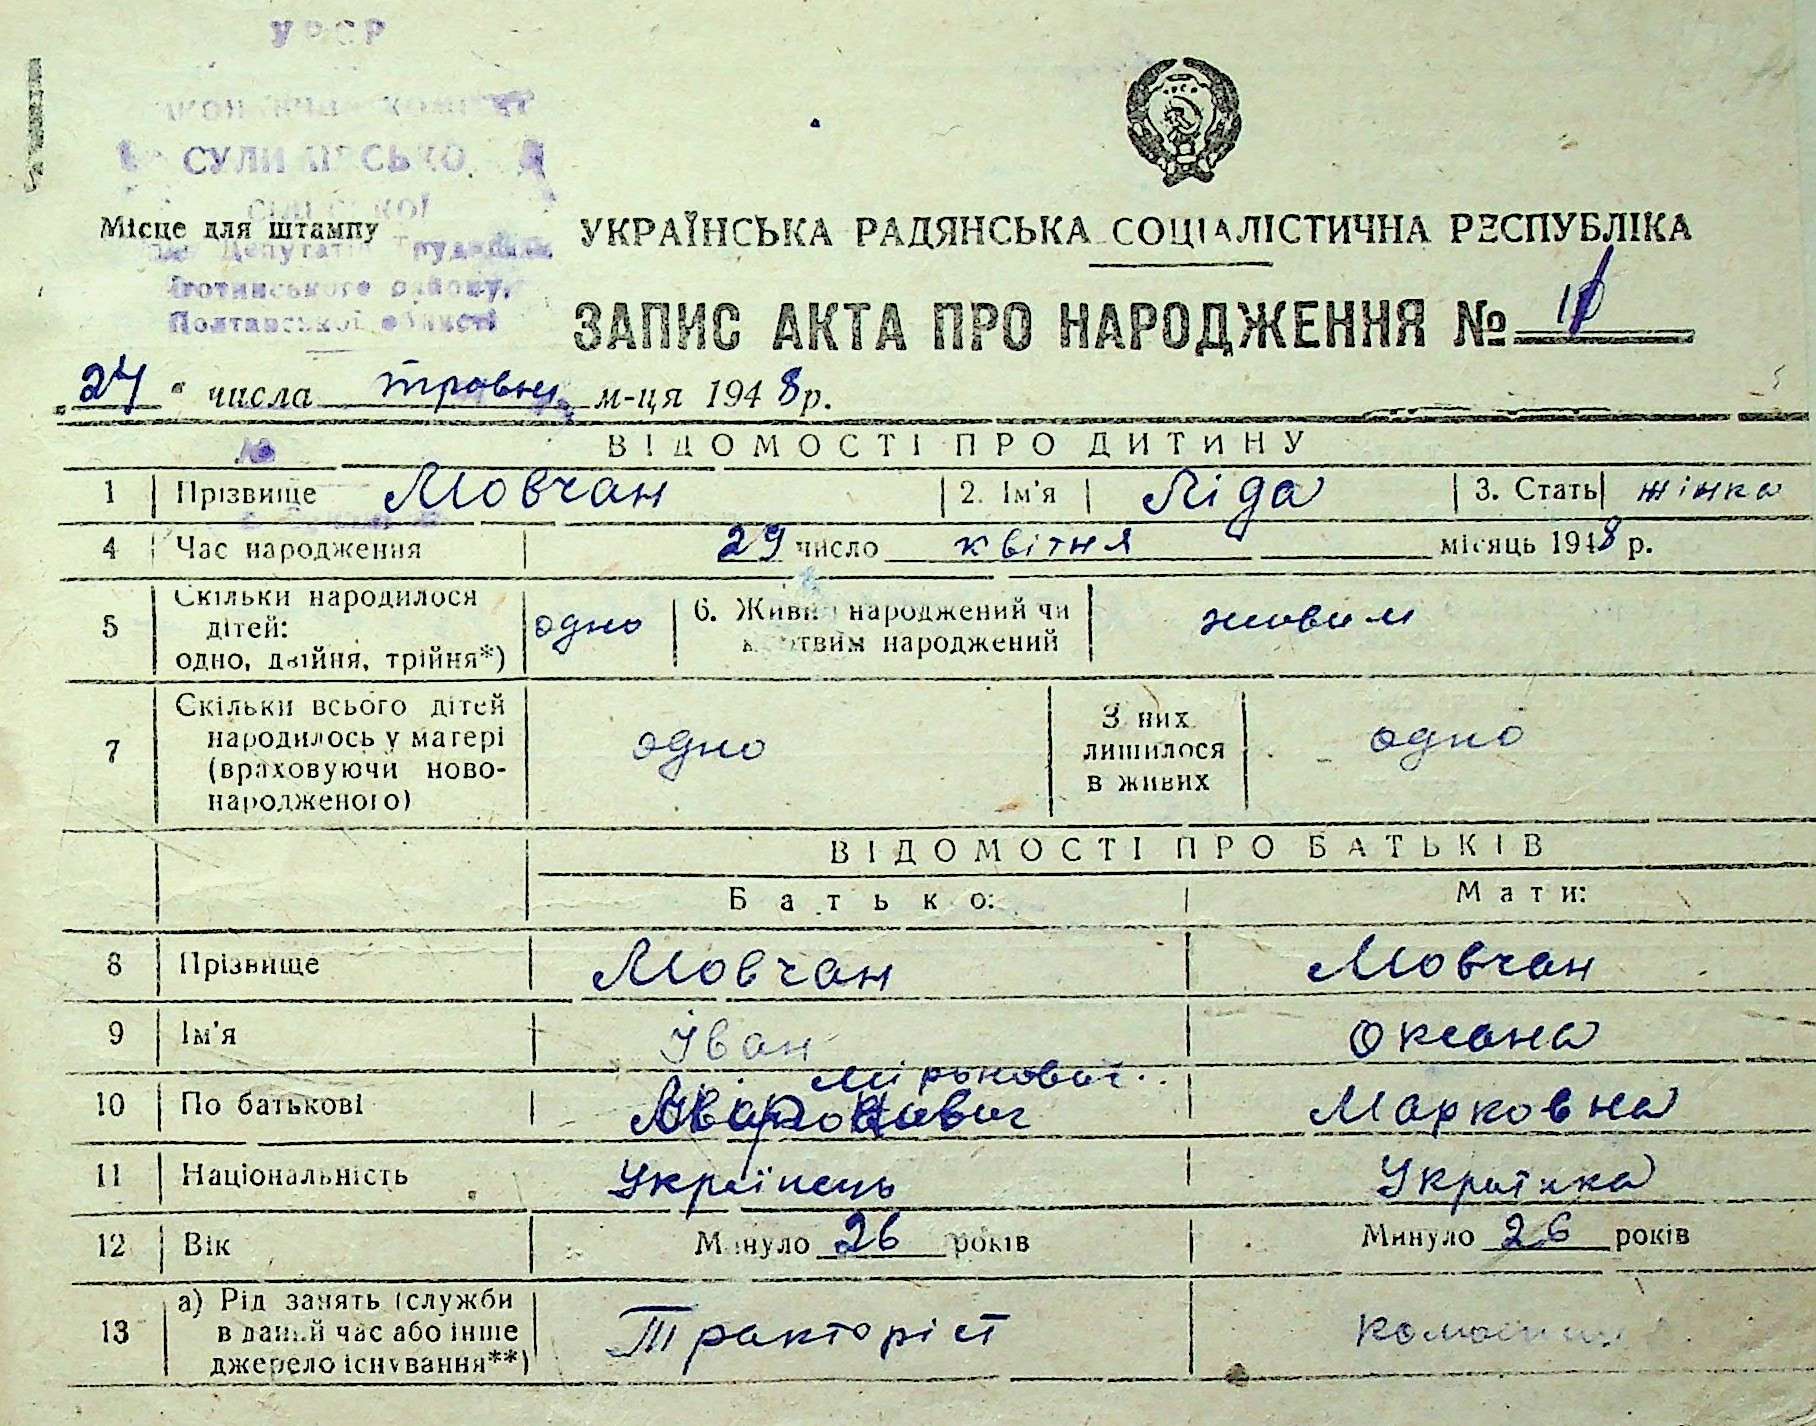 УРСР
СУЛИМІВСЬКОЇ
СІЛЬСЬКОЇ
Місце для штампу
Депутатів Трудящих
Яготинського району,
Полтавської області
УКРАЇНСЬКА РАДЯНСЬКА СОЦІАЛІСТИЧНА РЕСПУБЛІКА
ЗАПИС АКТА ПРО НАРОДЖЕННЯ №
„27“ числа травня м-ця 1948 р.
ВІДОМОСТІ ПРО ДИТИНУ
1 Прізвище Мовчан 2. Ім'я Ліда 3. Стать жінка
4 Час народження 29 число квітня місяць 1948 р.
5 Скільки народилося дітей: одно, двійня, трійня*) одно 6. Живим народжений чи мертвим народжений живим
7 Скільки всього дітей народилось у матері (враховуючи новонародженого) одно З них лишилося в живих одно
ВІДОМОСТІ ПРО БАТЬКІВ
Батько: Мати:
8 Прізвище Мовчан Мовчан
9 Ім'я Іван Оксана
10 По батькові Марковна
11 Національність Українець Українка
12 Вік Минуло 26 років Минуло 26 років
13 а) Рід занять (служби в даний час або інше джерело існування**) Тракторіст